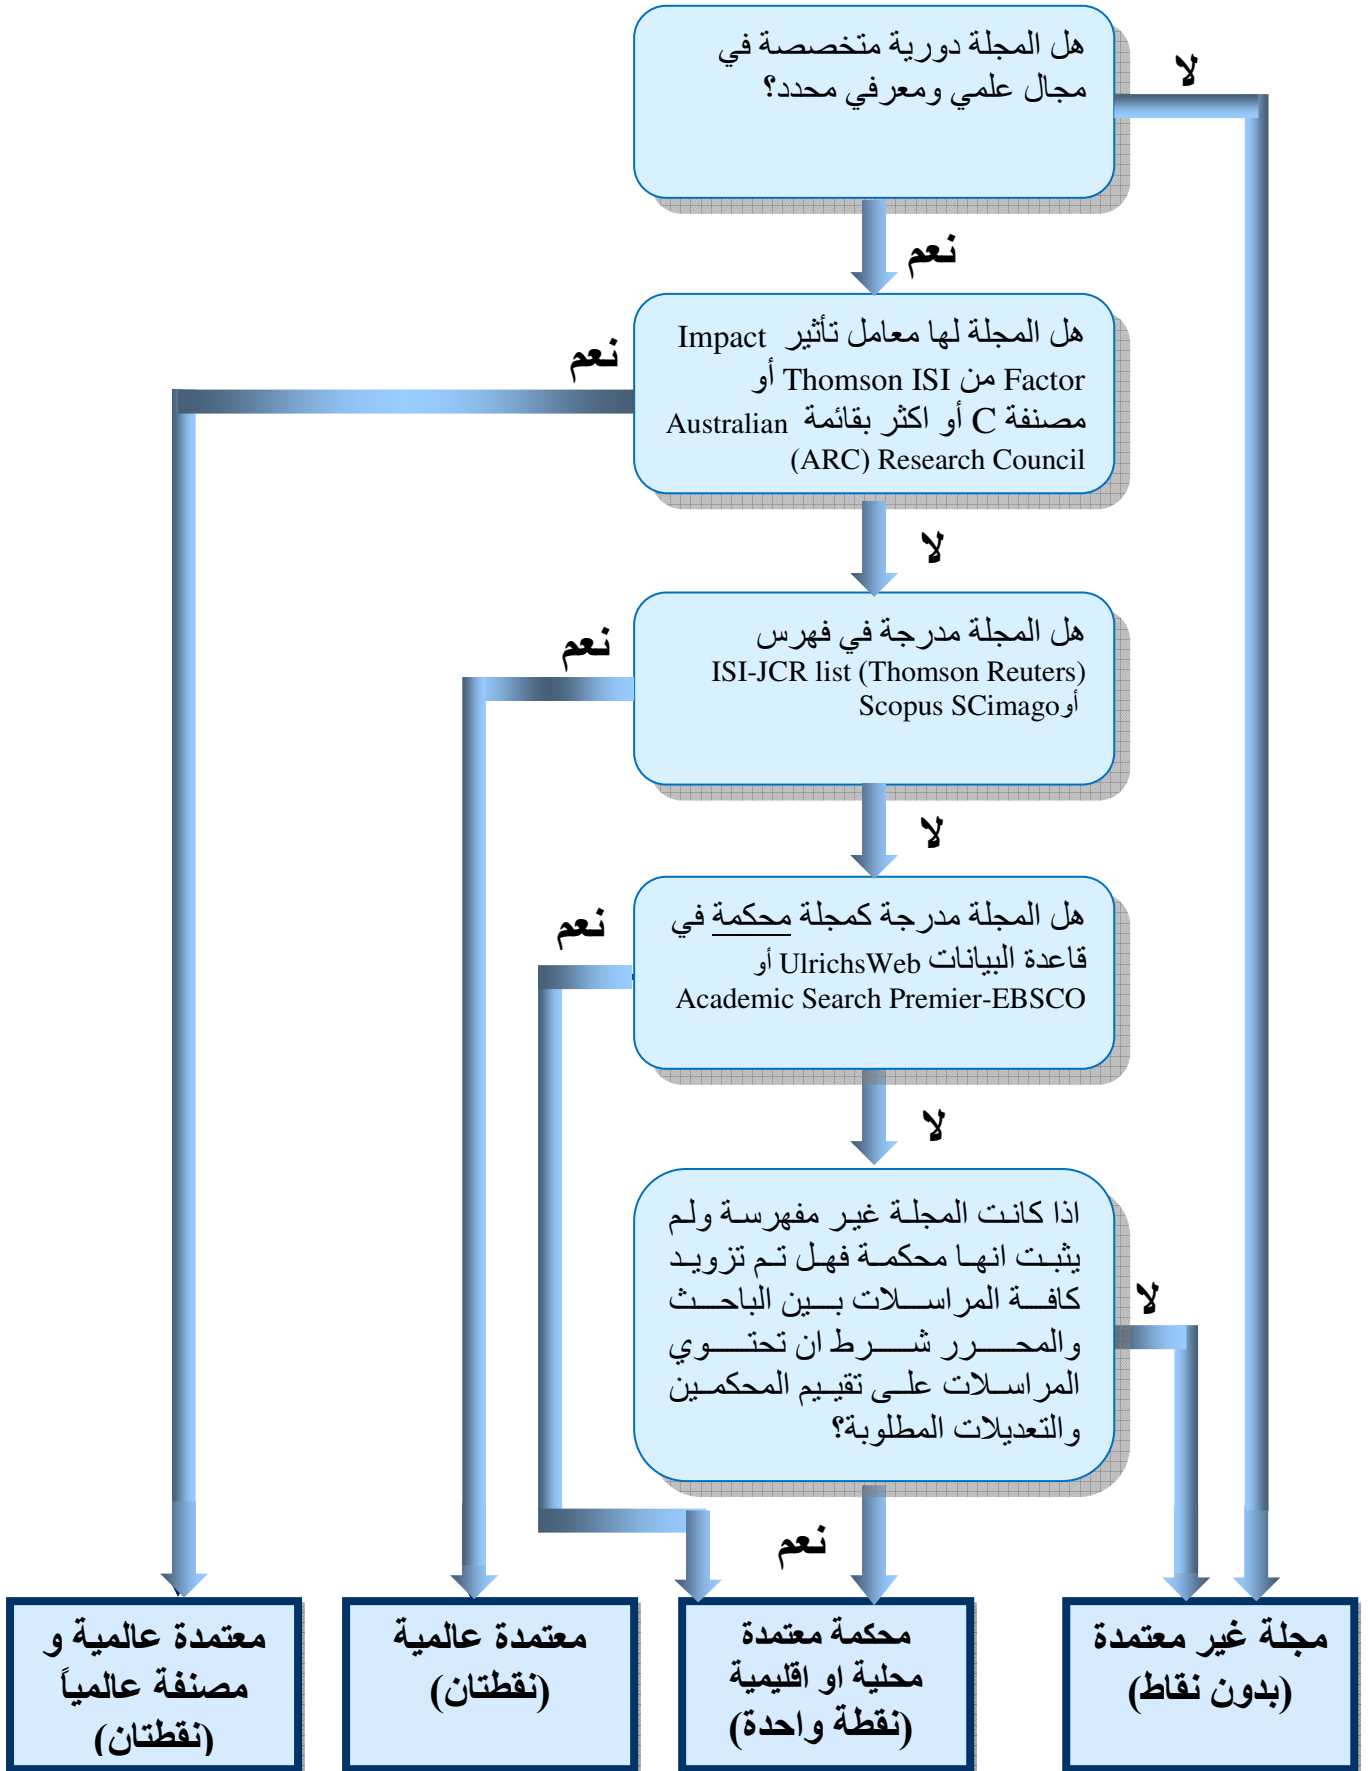 هل المجلة دورية متخصصة في
مجال علمي ومعرفي محدد؟
لا
نعم
هل المجلة لها معامل تأثير Impact
Factor من Thomson ISI أو
مصنفة C أو اكثر بقائمة Australian
Research Council (ARC)
نعم
لا
هل المجلة مدرجة في فهرس
ISI-JCR list (Thomson Reuters)
أوScopus SCimago
نعم
لا
هل المجلة مدرجة كمجلة محكمة في
قاعدة البيانات UlrichsWeb أو
Academic Search Premier-EBSCO
نعم
لا
اذا كانت المجلة غير مفهرسة ولم
يثبت انها محكمة فهل تم تزويد
كافة المراسلات بين الباحث
والمحرر شرط ان تحتوي
المراسلات على تقييم المحكمين
والتعديلات المطلوبة؟
لا
نعم
مجلة غير معتمدة
(بدون نقاط)
محكمة معتمدة
محلية او اقليمية
(نقطة واحدة)
معتمدة عالمية
(نقطتان)
معتمدة عالمية و
مصنفة عالمياً
(نقطتان)